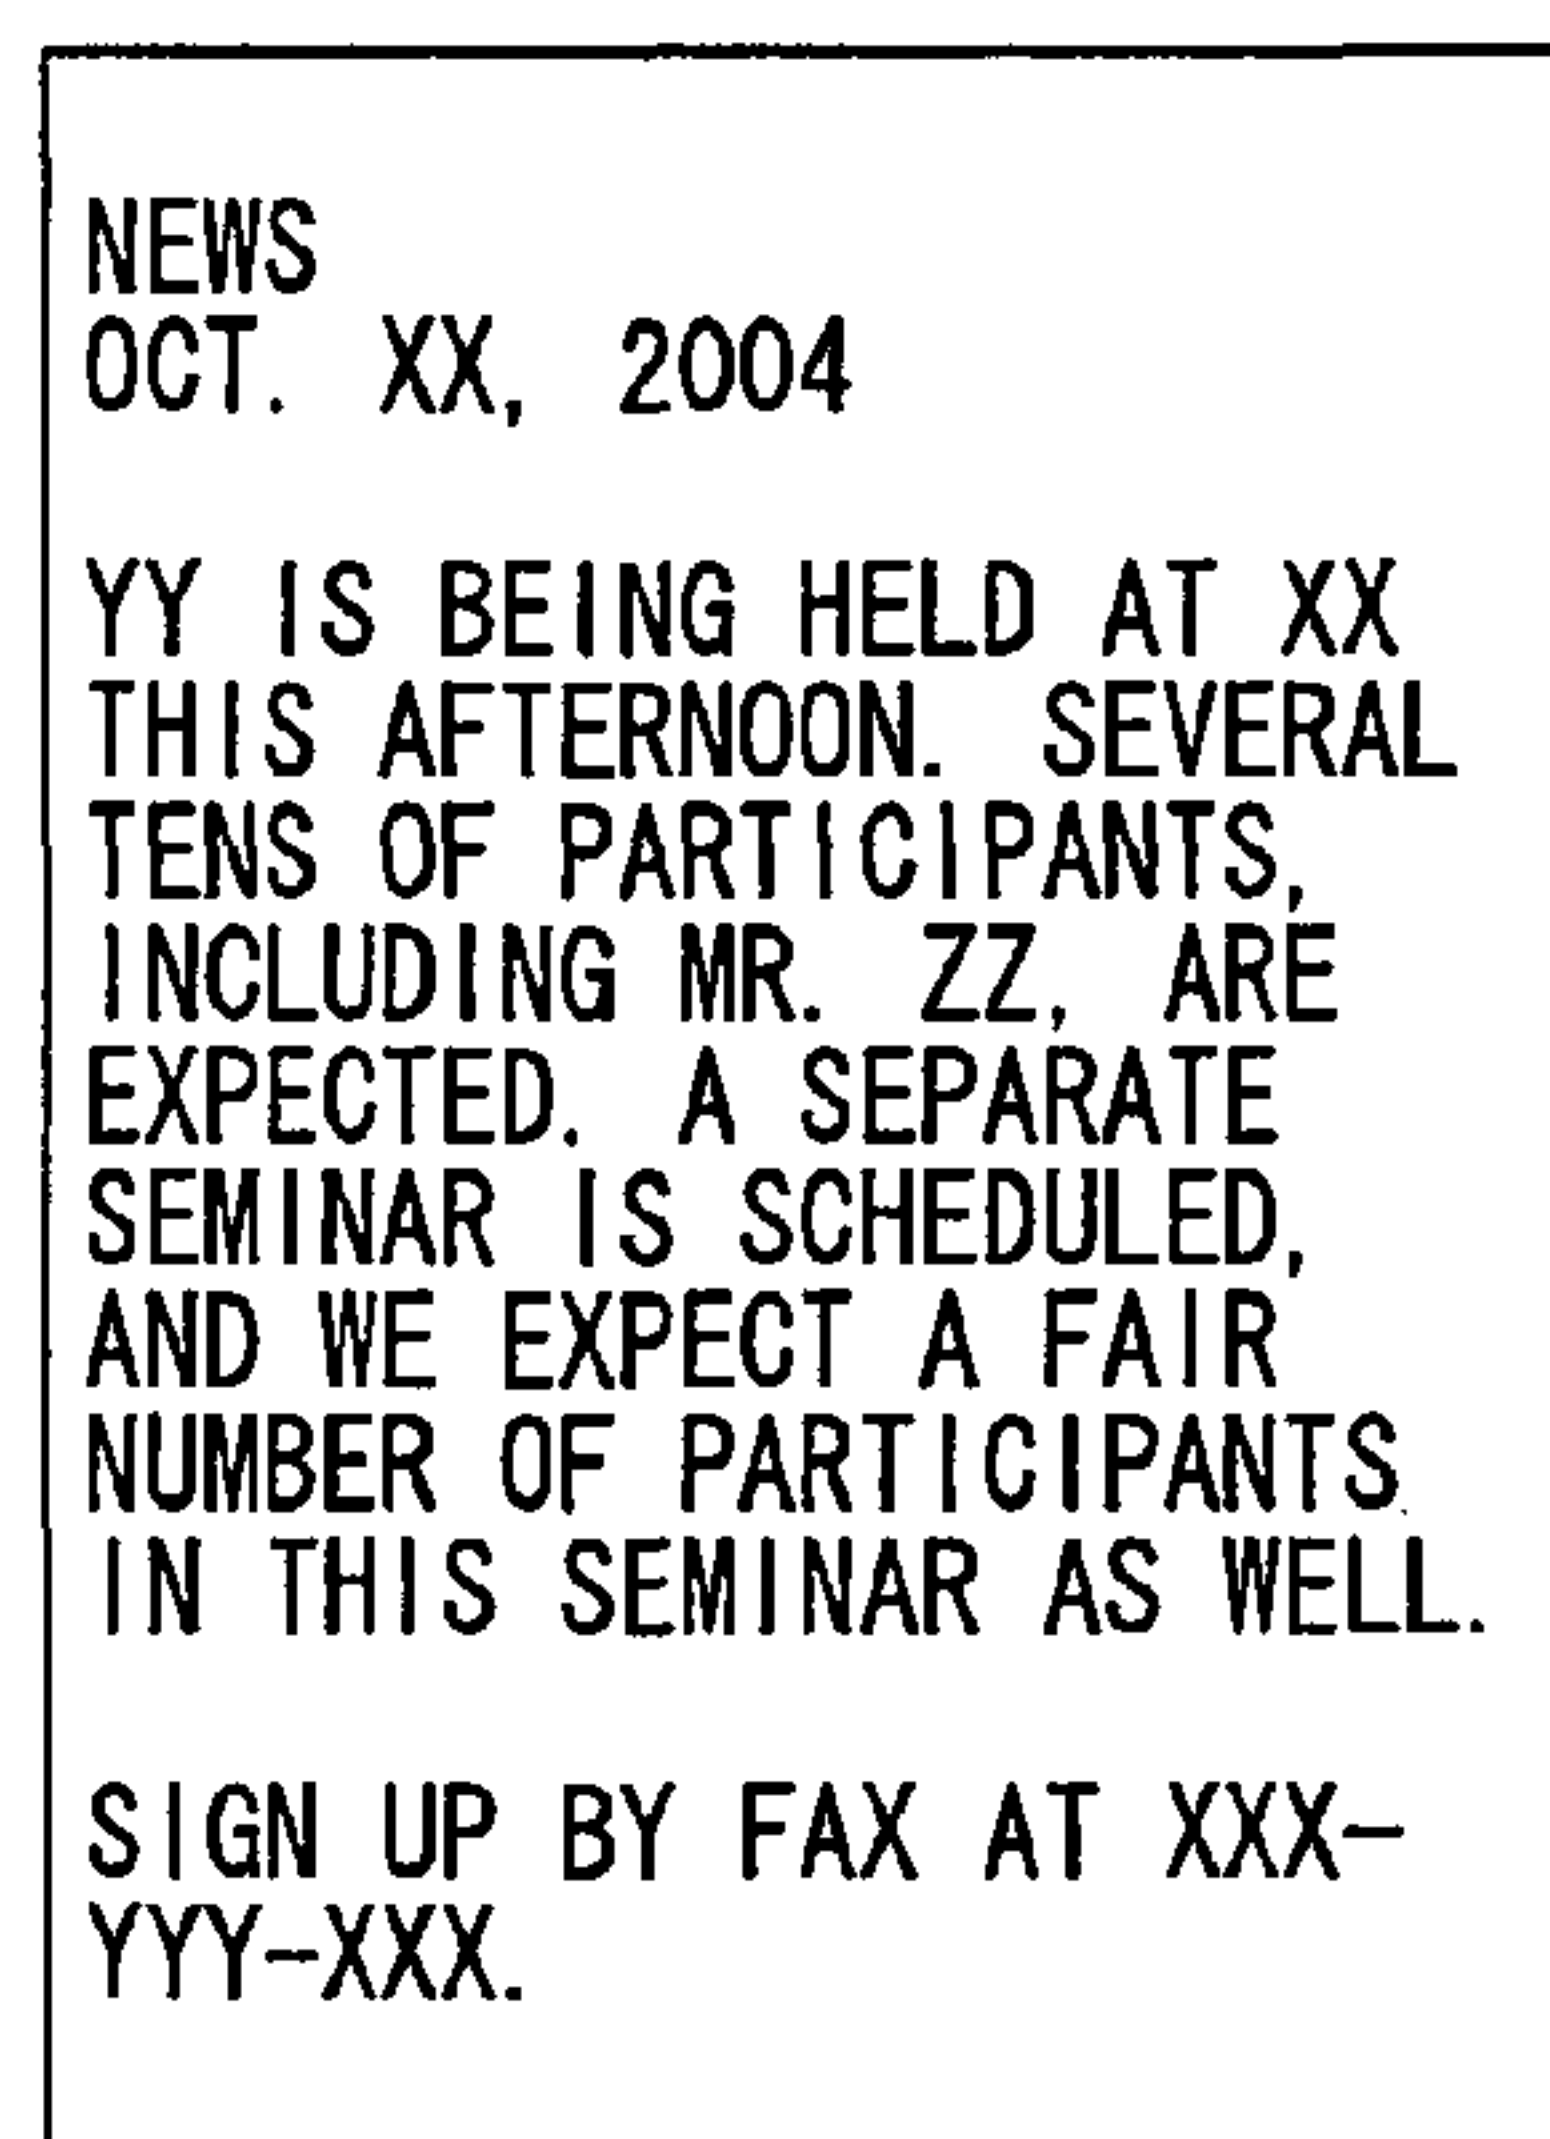 NEWS
OCT. XX, 2004
YY IS BEING HELD AT XX
THIS AFTERNOON. SEVERAL
TENS OF PARTICIPANTS,
INCLUDING MR. ZZ, ARE
EXPECTED. A SEPARATE
SEMINAR IS SCHEDULED,
AND WE EXPECT A FAIR
NUMBER OF PARTICIPANTS
IN THIS SEMINAR AS WELL.
SIGN UP BY FAX AT XXX-
YYY-XXX.